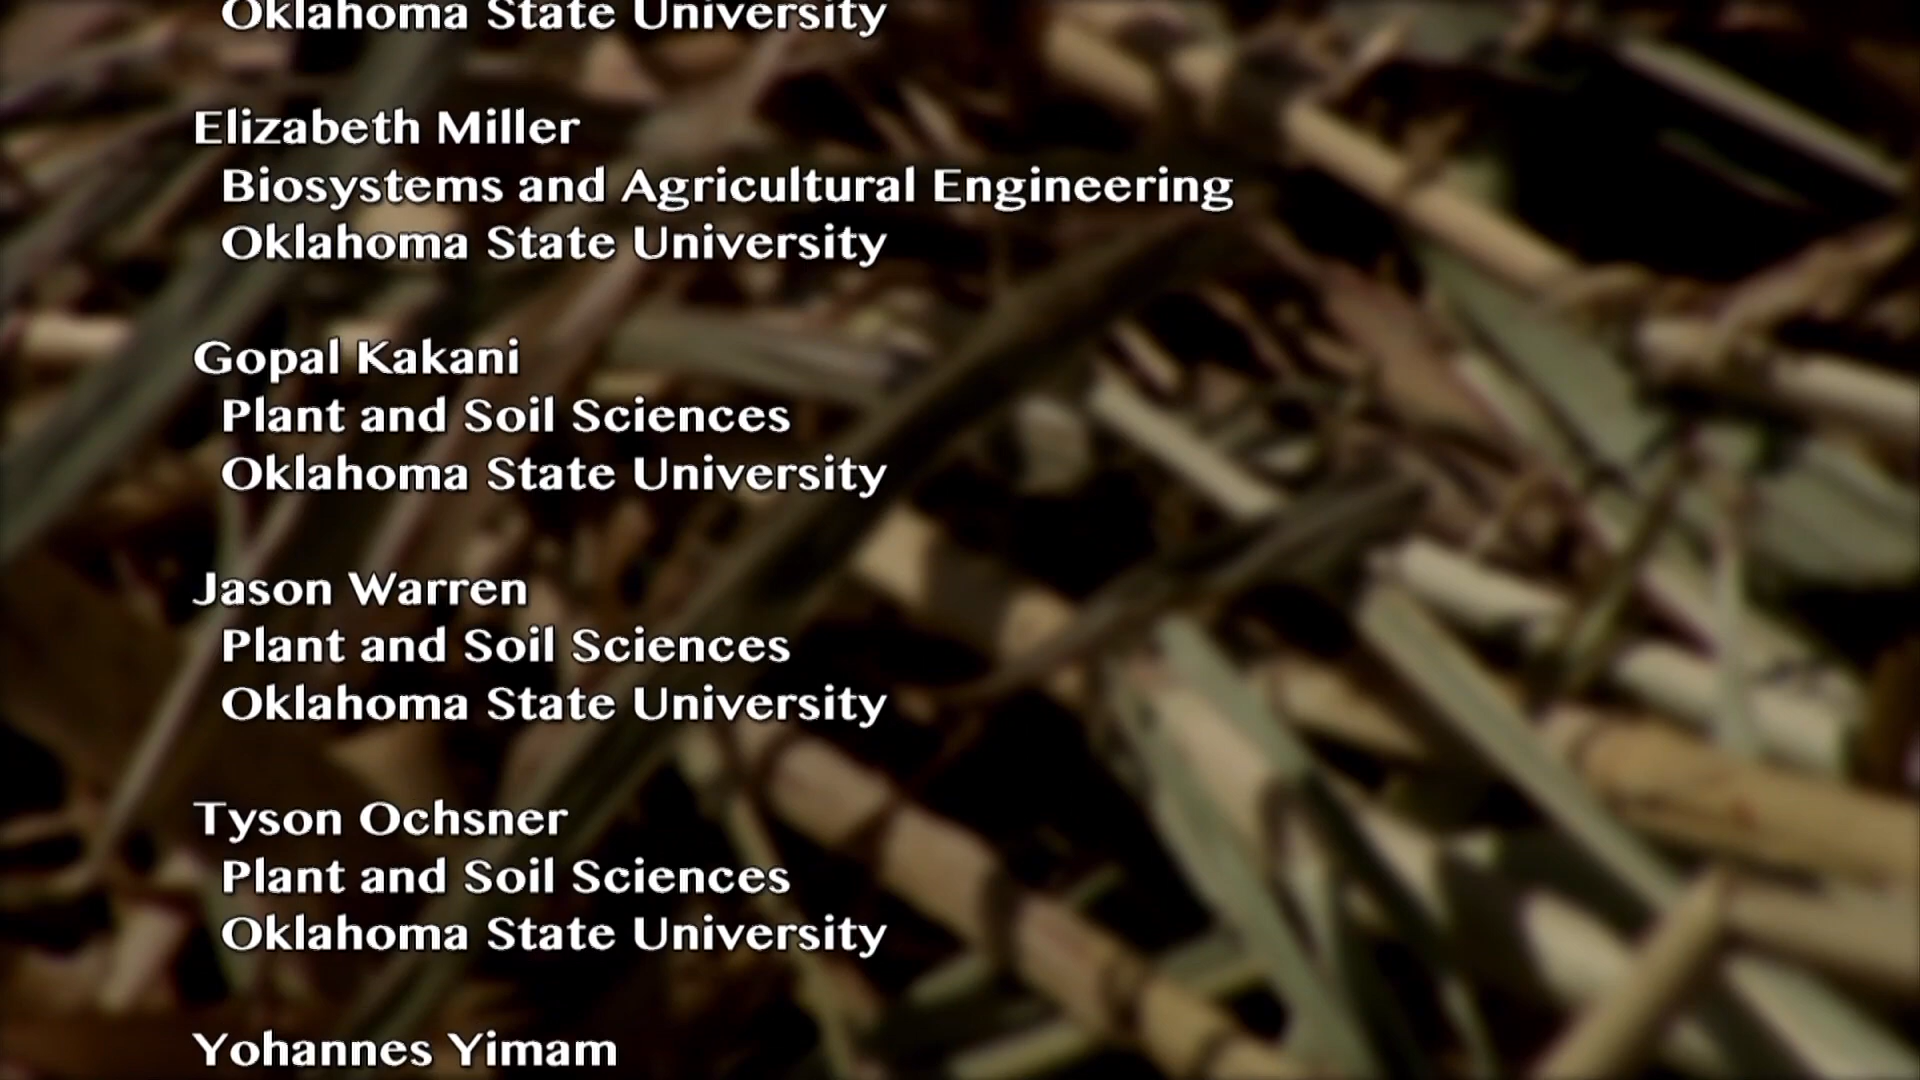 Oklahoma State University
Elizabeth Miller
Biosystems and Agricultural Engineering
Oklahoma State University
Gopal Kakani
Plant and Soil Sciences
Oklahoma State University
Jason Warren
Plant and Soil Sciences
Oklahoma State University
Tyson Ochsner
Plant and Soil Sciences
Oklahoma State University
Yohannes Yimam